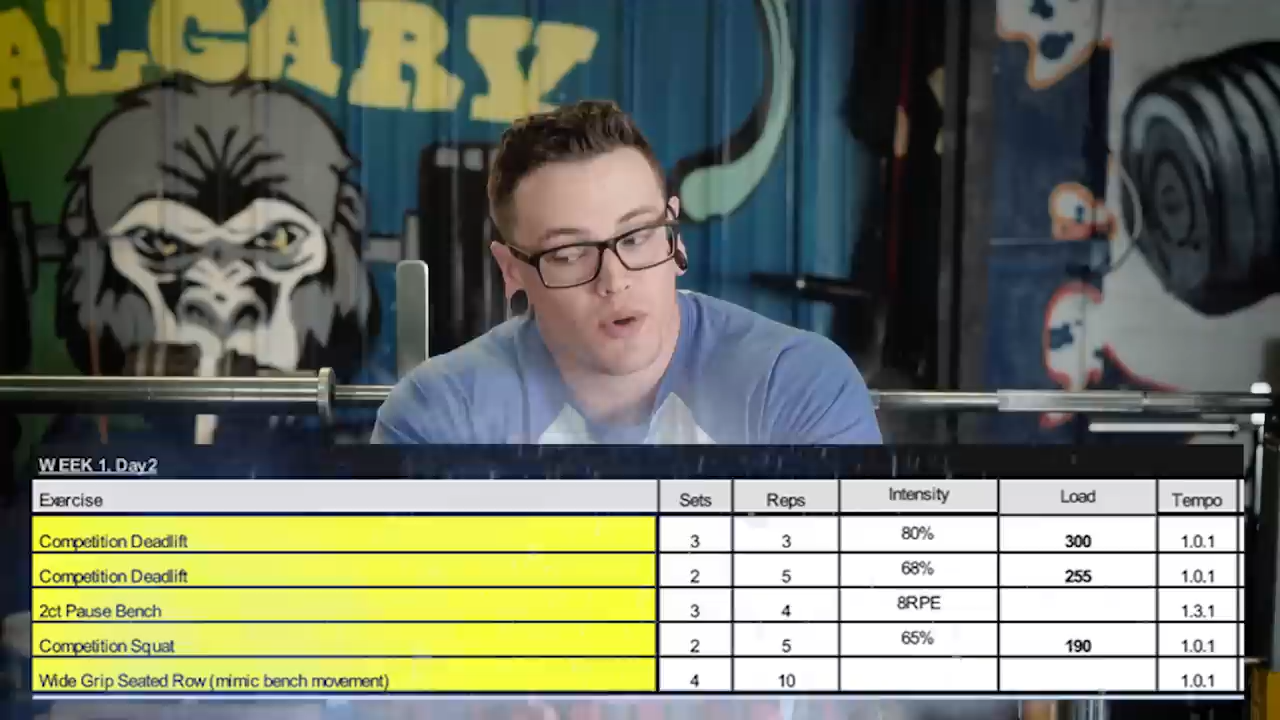 ALGARY
WEEK 1, Day2
Exercise Sets Reps Intensity Load Tempo
Competition Deadlift 3 3 80% 300 1.0.1
Competition Deadlift 2 5 68% 255 1.0.1
2ct Pause Bench 3 4 8RPE 1.3.1
Competition Squat 2 5 65% 190 1.0.1
Wide Grip Seated Row (mimic bench movement) 4 10 1.0.1